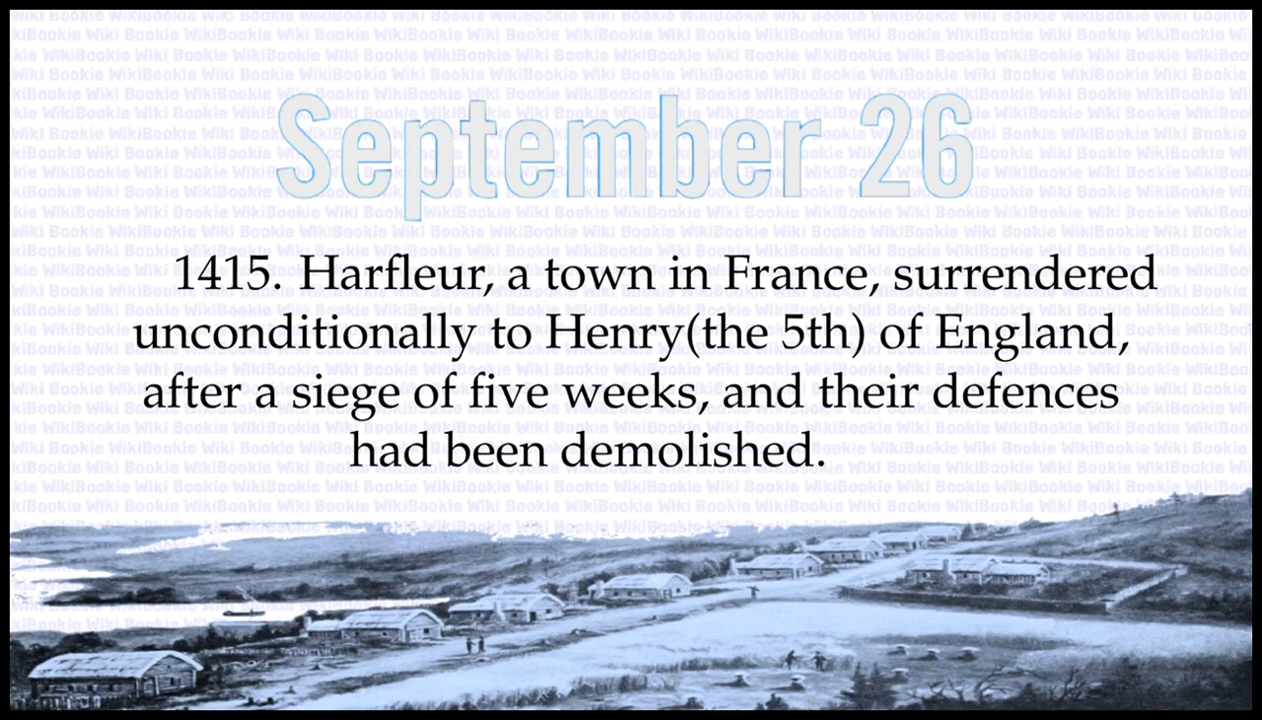 September 26
1415. Harfleur, a town in France, surrendered
unconditionally to Henry(the 5th) of England,
after a siege of five weeks, and their defences
had been demolished.